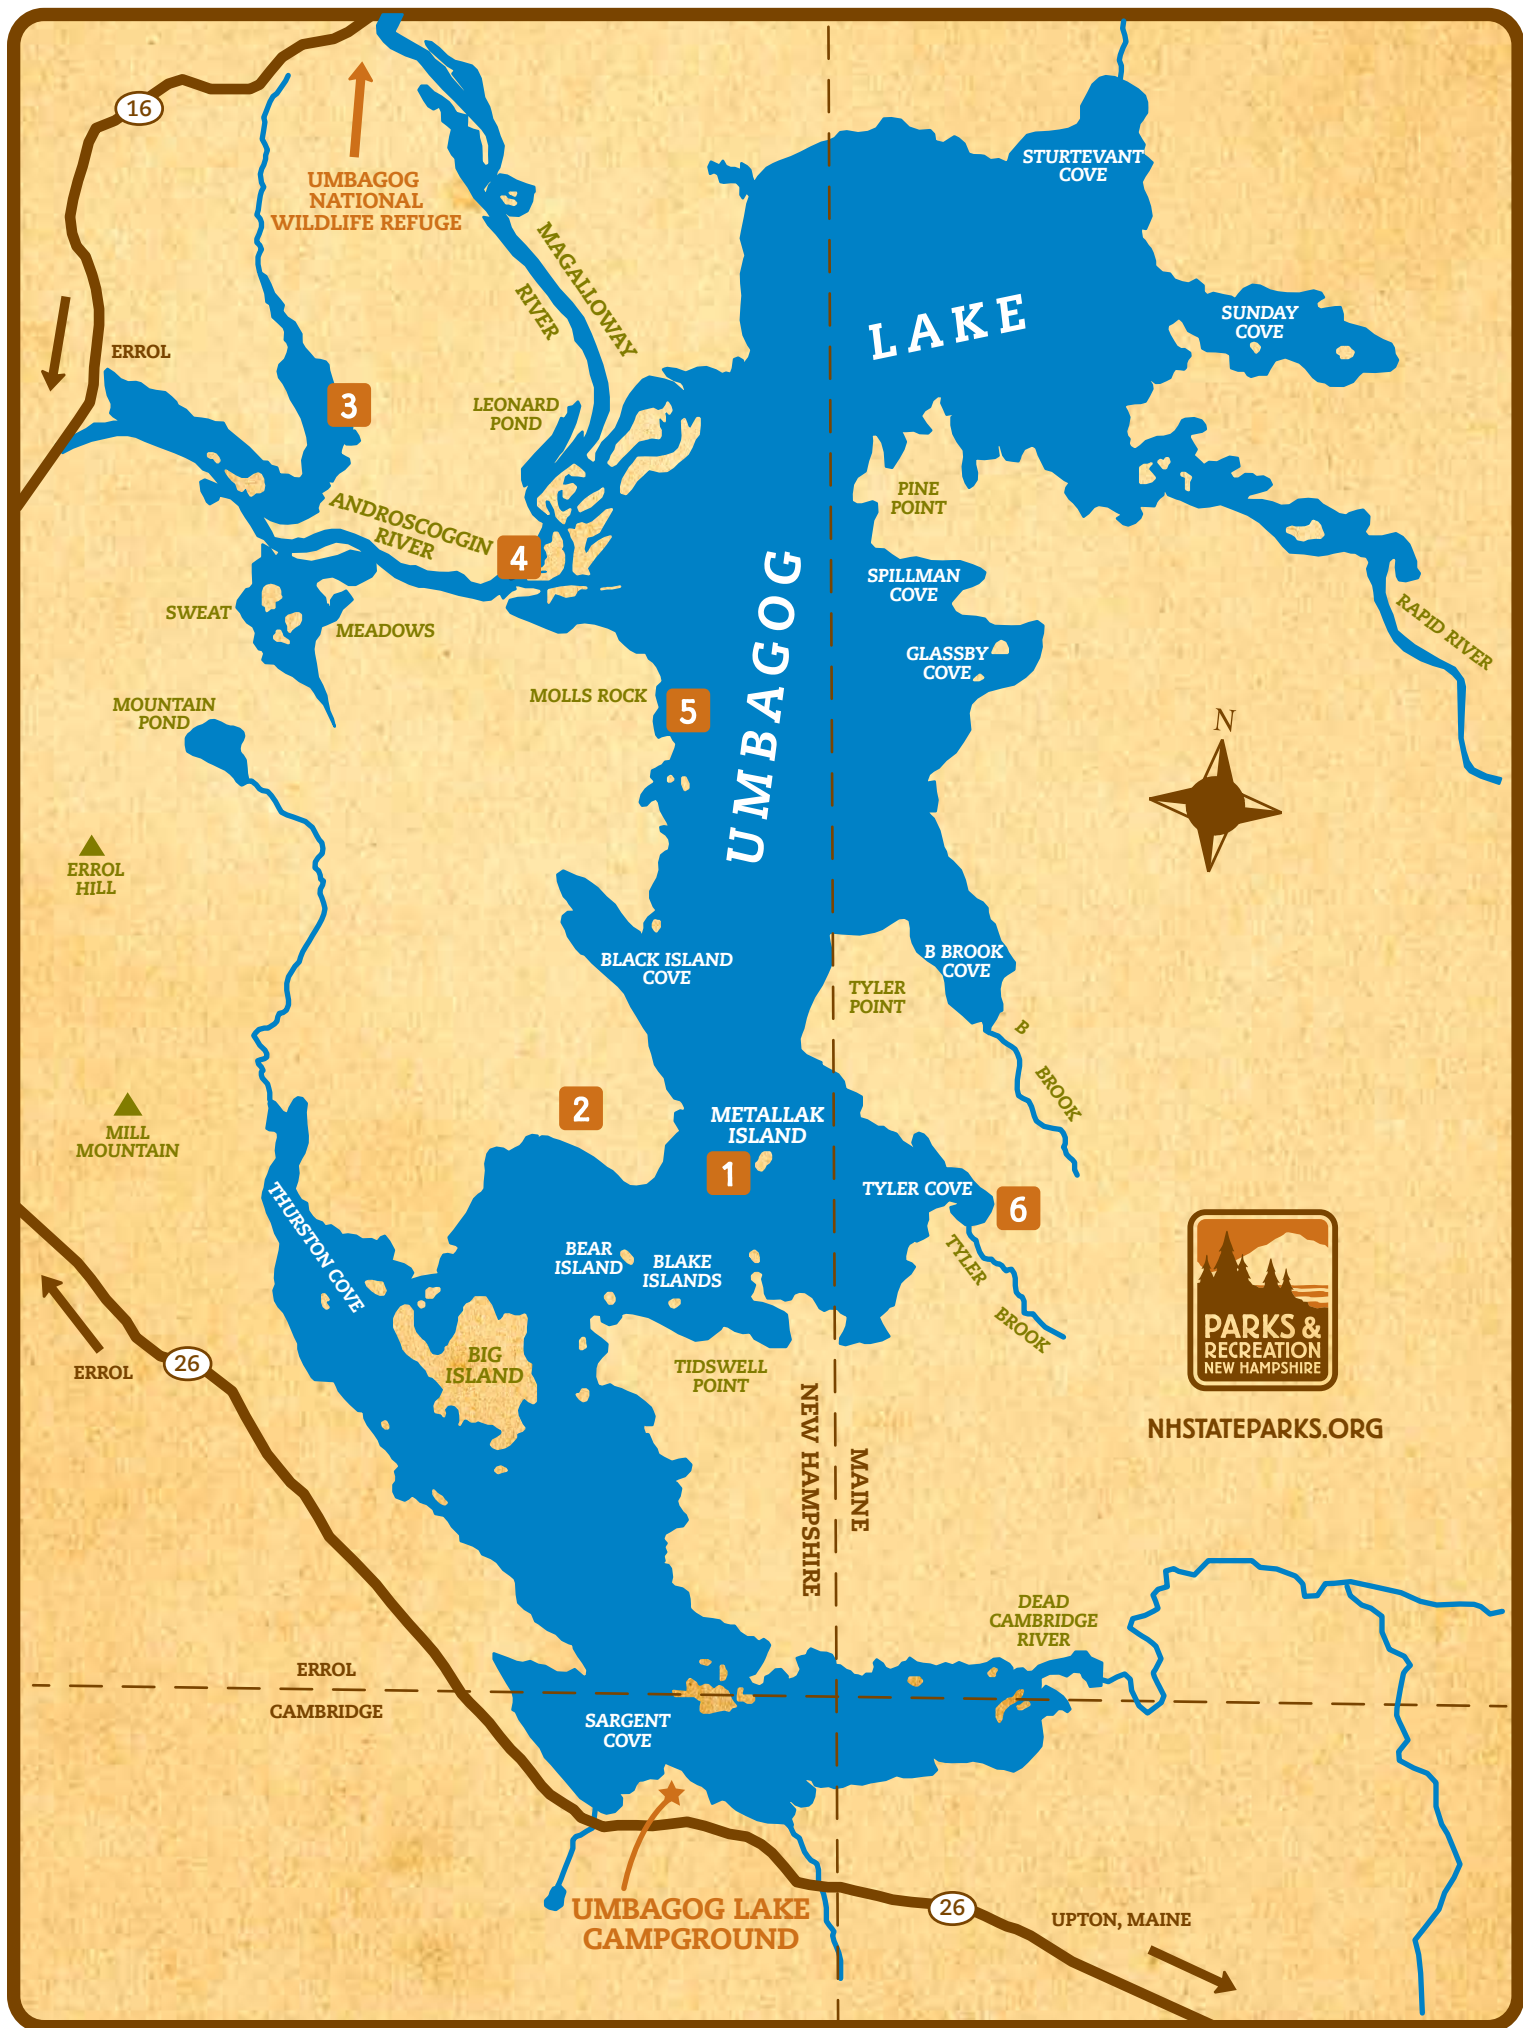 16
UMBAGOG
NATIONAL
WILDLIFE REFUGE
STURTEVANT
COVE
MAGALLOWAY
RIVER
LAKE
SUNDAY
COVE
ERROL
3
LEONARD
POND
PINE
POINT
ANDROSCOGGIN
RIVER
4
UMBAGOG
SPILLMAN
COVE
SWEAT
MEADOWS
RAPID RIVER
GLASSBY
COVE
MOLLS ROCK
5
MOUNTAIN
POND
N
ERROL
HILL
BLACK ISLAND
COVE
B BROOK
COVE
TYLER
POINT
B
BROOK
2
METALLAK
ISLAND
MILL
MOUNTAIN
1
TYLER COVE
6
THURSTON COVE
BEAR
ISLAND
BLAKE
ISLANDS
TYLER
BROOK
PARKS &
RECREATION
NEW HAMPSHIRE
ERROL
26
BIG
ISLAND
TIDSWELL
POINT
NEW HAMPSHIRE
MAINE
NHSTATEPARKS.ORG
DEAD
CAMBRIDGE
RIVER
ERROL
CAMBRIDGE
SARGENT
COVE
UMBAGOG LAKE
CAMPGROUND
26
UPTON, MAINE